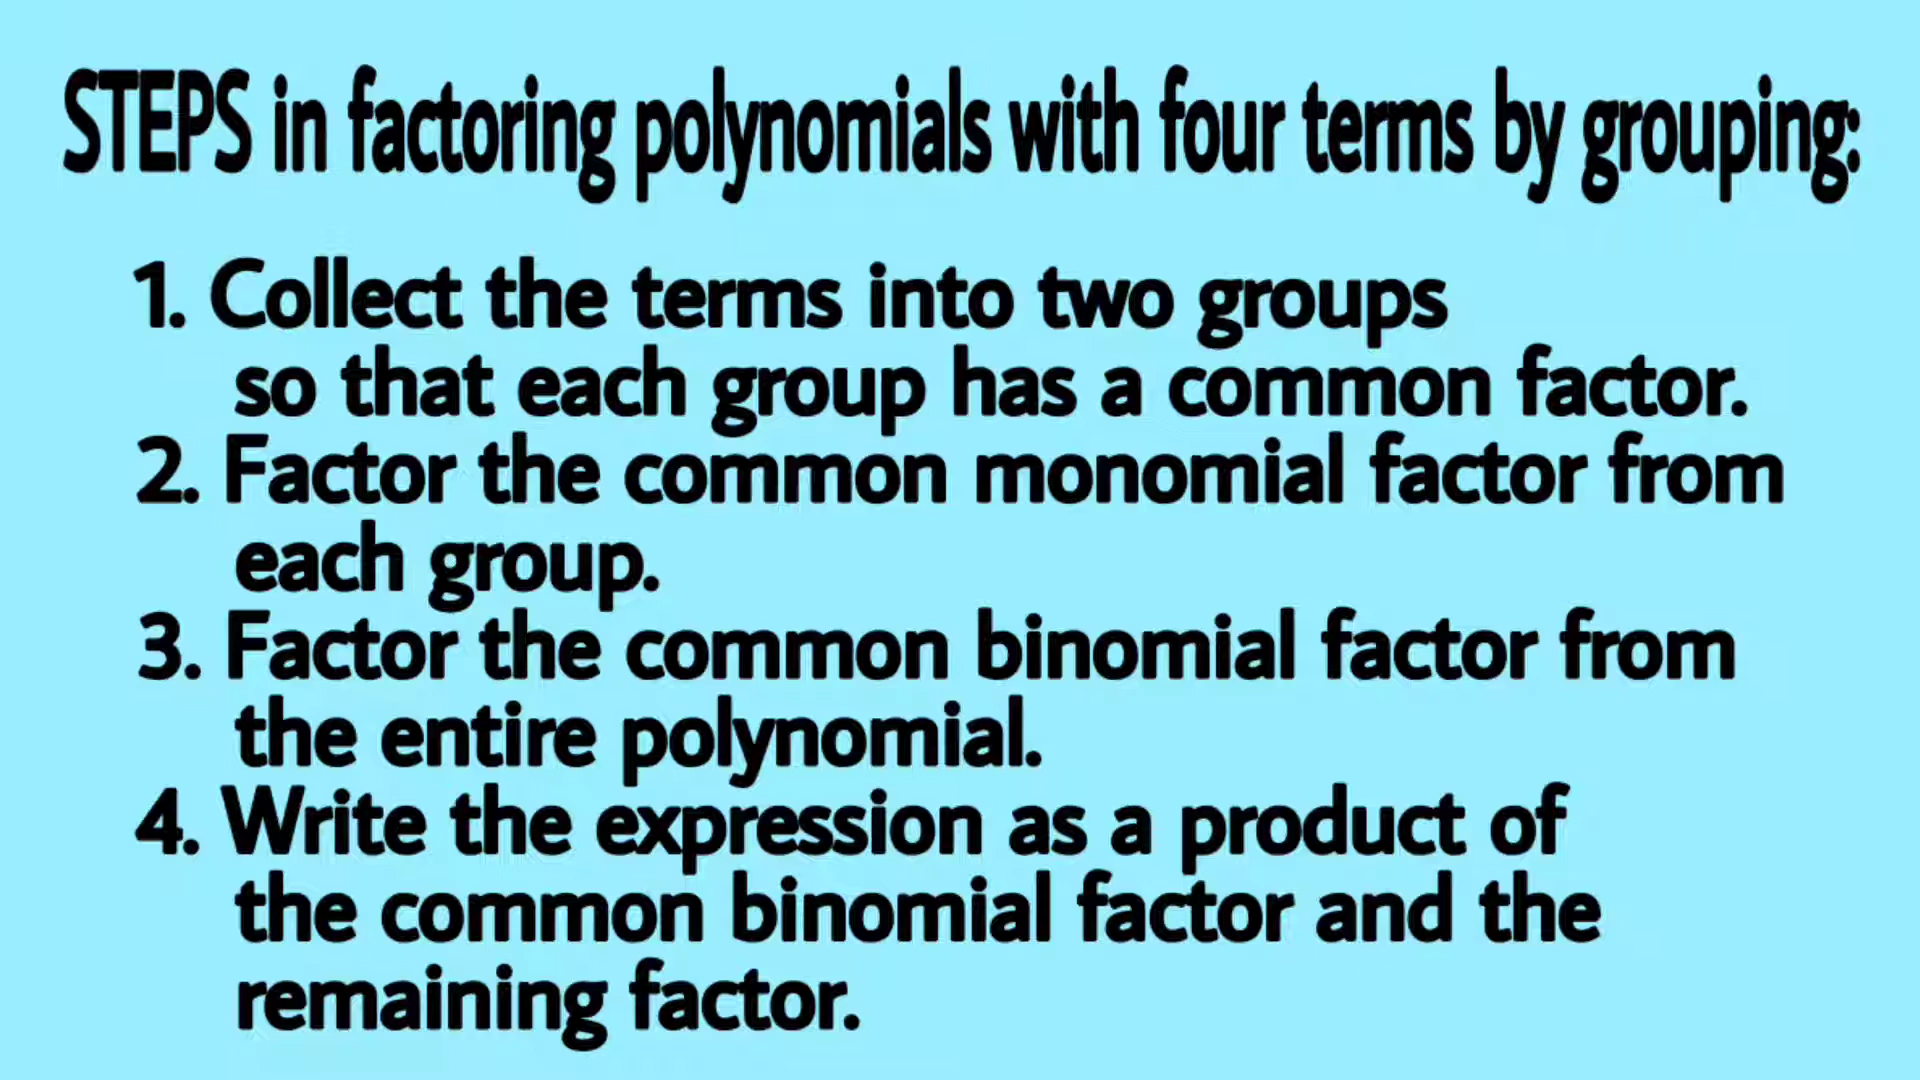 STEPS in factoring polynomials with four terms by grouping:
1. Collect the terms into two groups
so that each group has a common factor.
2. Factor the common monomial factor from
each group.
3. Factor the common binomial factor from
the entire polynomial.
4. Write the expression as a product of
the common binomial factor and the
remaining factor.